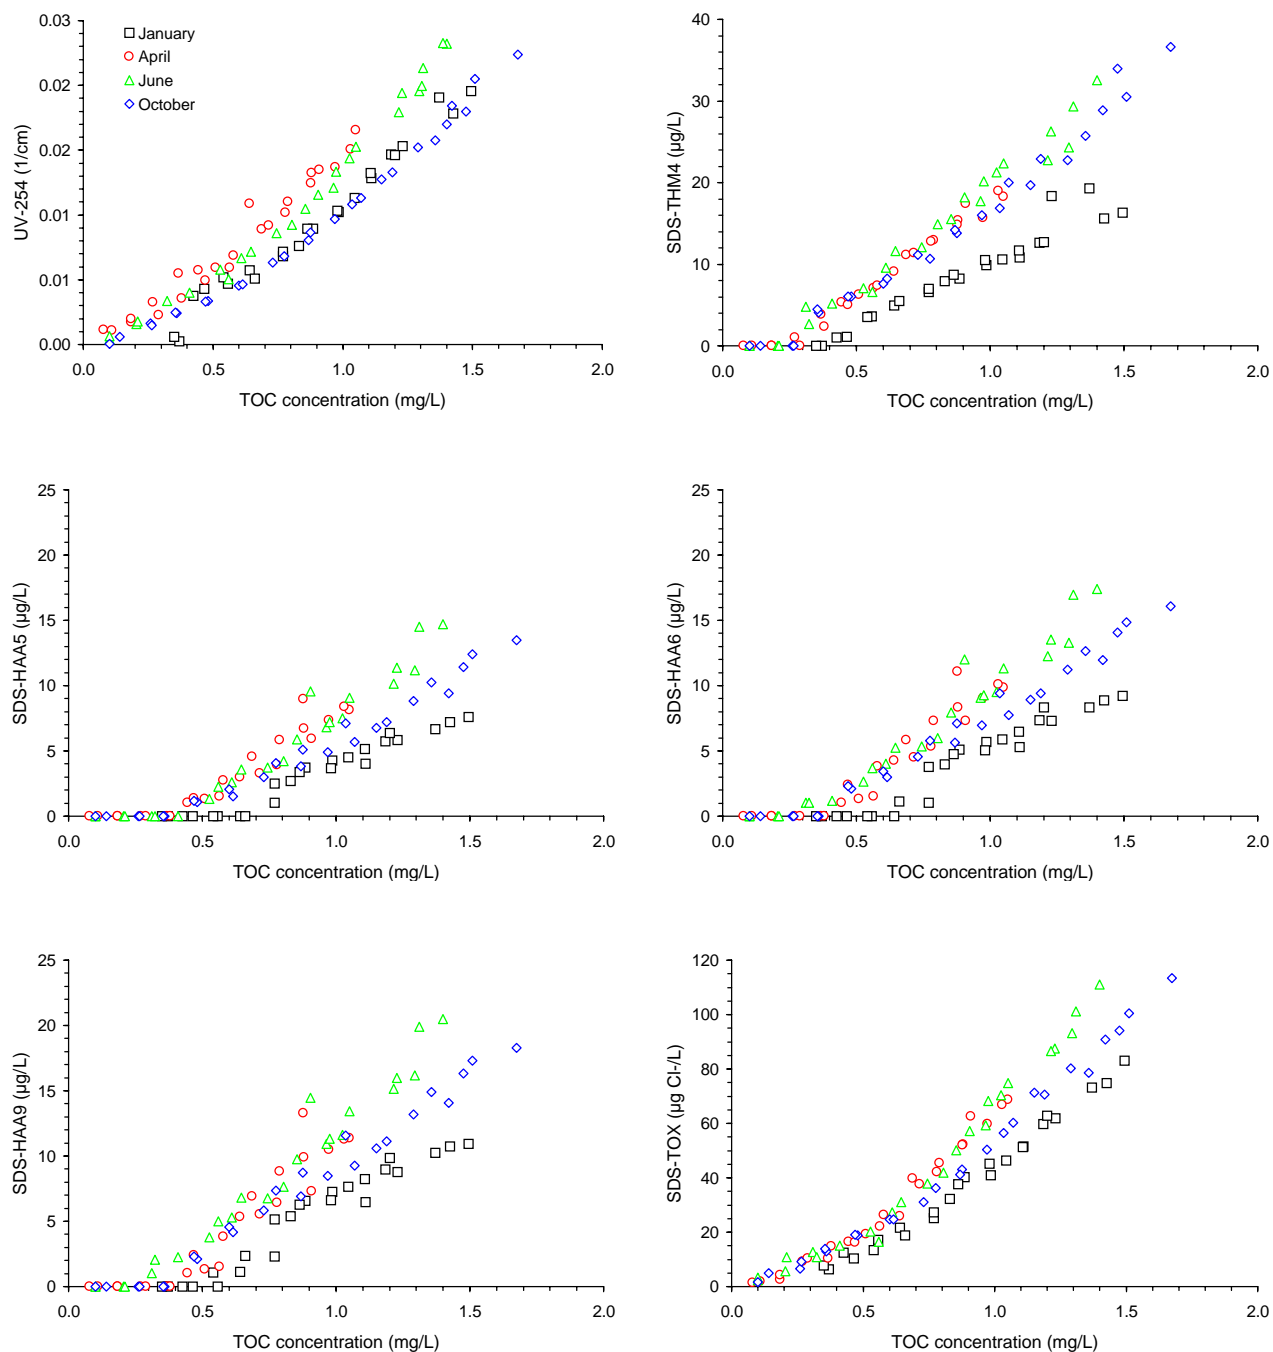 0.03
0.02
0.02
0.01
0.01
0.00
UV-254 (1/cm)
January
April
June
October
0.0 0.5 1.0 1.5 2.0
TOC concentration (mg/L)
40
30
20
10
0
SDS-THM4 (µg/L)
0.0 0.5 1.0 1.5 2.0
TOC concentration (mg/L)
25
20
15
10
5
0
SDS-HAA5 (µg/L)
0.0 0.5 1.0 1.5 2.0
TOC concentration (mg/L)
25
20
15
10
5
0
SDS-HAA6 (µg/L)
0.0 0.5 1.0 1.5 2.0
TOC concentration (mg/L)
25
20
15
10
5
0
SDS-HAA9 (µg/L)
0.0 0.5 1.0 1.5 2.0
TOC concentration (mg/L)
120
100
80
60
40
20
0
SDS-TOX (µg Cl-/L)
0.0 0.5 1.0 1.5 2.0
TOC concentration (mg/L)